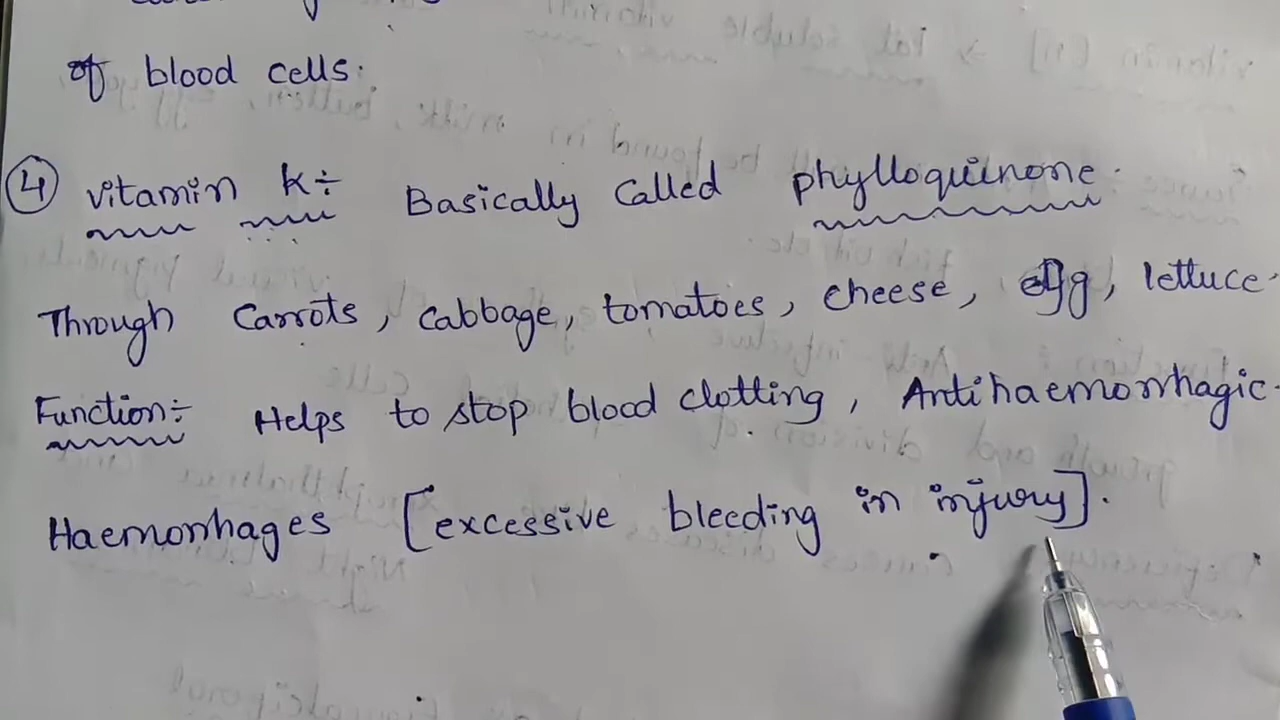 of blood cells.
④ vitamin K÷ Basically called phylloquinone.
Through Carrots, cabbage, tomatoes, cheese, egg, lettuce.
Function÷ Helps to stop blood clotting, Antihaemorrhagic.
Haemorrhages [excessive bleeding in injury].